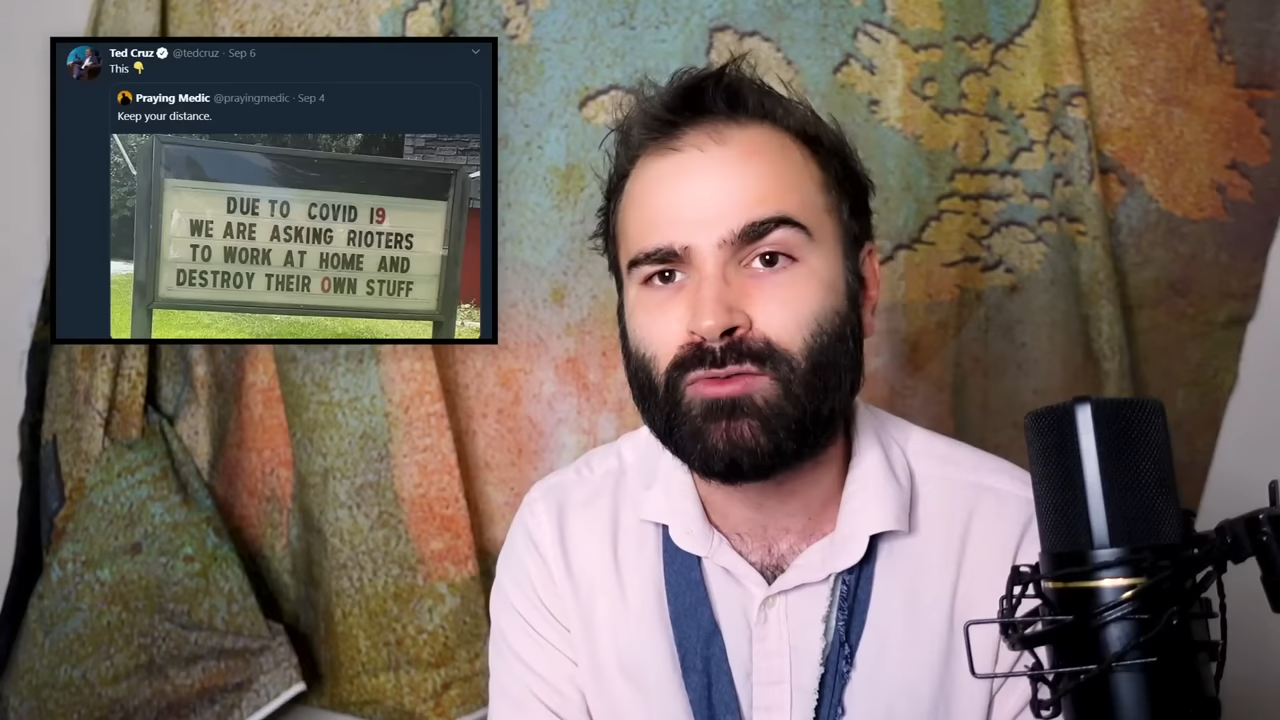 Ted Cruz @tedcruz · Sep 6
This 👇
Praying Medic @prayingmedic · Sep 4
Keep your distance.
DUE TO COVID 19
WE ARE ASKING RIOTERS
TO WORK AT HOME AND
DESTROY THEIR OWN STUFF